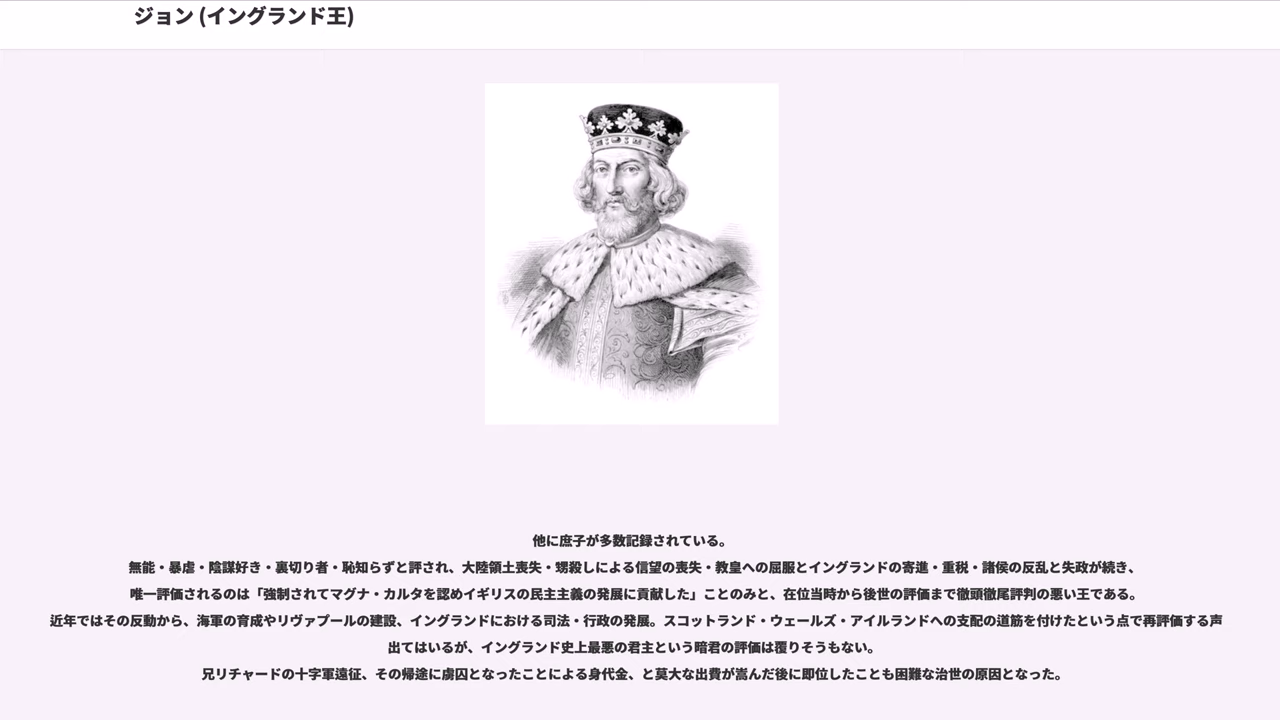 ジョン (イングランド王)
他に庶子が多数記録されている。
無能・暴虐・陰謀好き・裏切り者・恥知らずと評され、大陸領土喪失・甥殺しによる信望の喪失・教皇への屈服とイングランドの寄進・重税・諸侯の反乱と失政が続き、
唯一評価されるのは「強制されてマグナ・カルタを認めイギリスの民主主義の発展に貢献した」ことのみと、在位当時から後世の評価まで徹頭徹尾評判の悪い王である。
近年ではその反動から、海軍の育成やリヴァプールの建設、イングランドにおける司法・行政の発展。スコットランド・ウェールズ・アイルランドへの支配の道筋を付けたという点で再評価する声
出てはいるが、イングランド史上最悪の君主という暗君の評価は覆りそうもない。
兄リチャードの十字軍遠征、その帰途に虜囚となったことによる身代金、と莫大な出費が嵩んだ後に即位したことも困難な治世の原因となった。